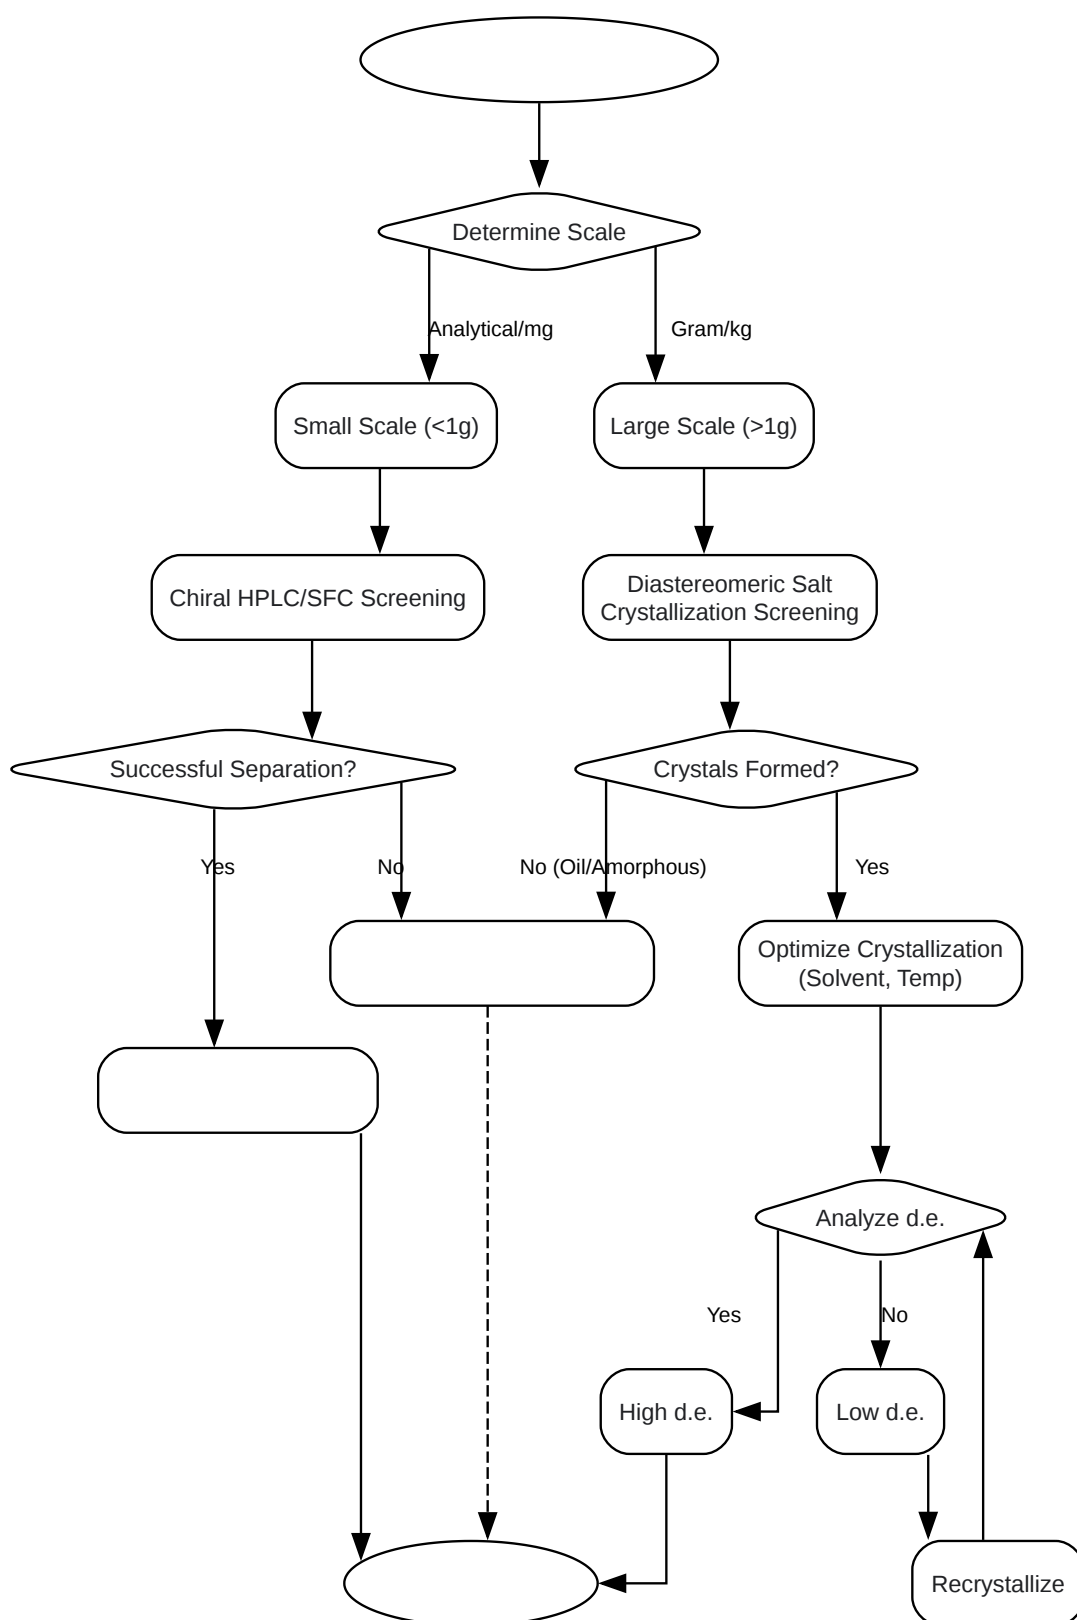 Determine Scale
Analytical/mg
Gram/kg
Small Scale (<1g)
Large Scale (>1g)
Chiral HPLC/SFC Screening
Diastereomeric Salt
Crystallization Screening
Successful Separation?
Crystals Formed?
Yes
No
No (Oil/Amorphous)
Yes
Optimize Crystallization
(Solvent, Temp)
Analyze d.e.
Yes
No
High d.e.
Low d.e.
Recrystallize